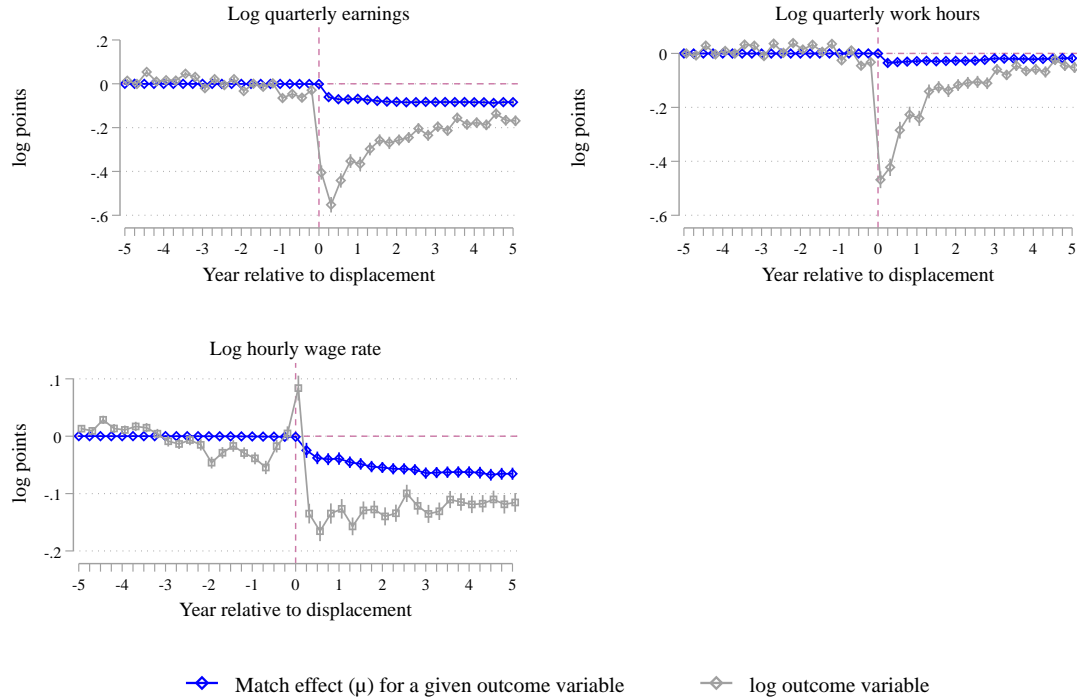 Log quarterly earnings
log points
.2
0
-.2
-.4
-.6
-5 -4 -3 -2 -1 0 1 2 3 4 5
Year relative to displacement
Log quarterly work hours
log points
0
-.2
-.4
-.6
-5 -4 -3 -2 -1 0 1 2 3 4 5
Year relative to displacement
Log hourly wage rate
log points
.1
0
-.1
-.2
-5 -4 -3 -2 -1 0 1 2 3 4 5
Year relative to displacement
Match effect (μ) for a given outcome variable
log outcome variable